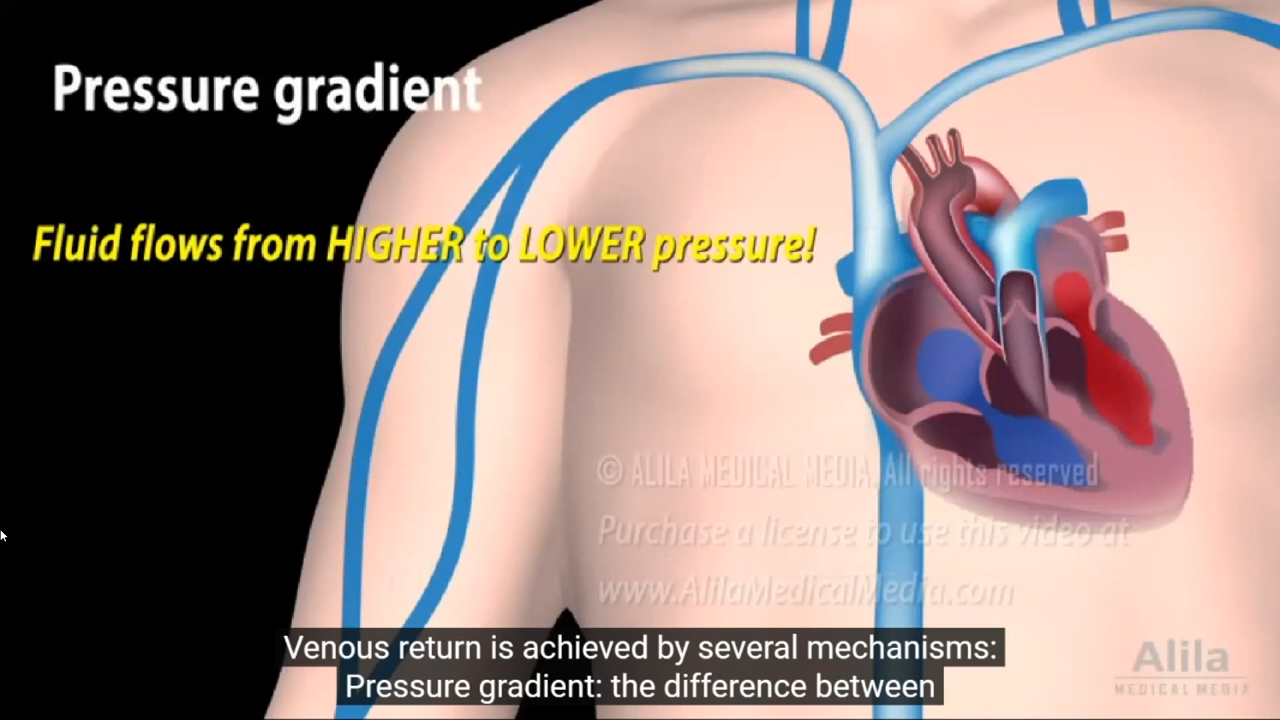 Pressure gradient
Fluid flows from HIGHER to LOWER pressure!
© ALILA MEDICAL MEDIA, All rights reserved
Purchase a license to use this video at
www.AlilaMedicalMedia.com
Venous return is achieved by several mechanisms:
Pressure gradient: the difference between
Alila
MEDICAL MEDIA